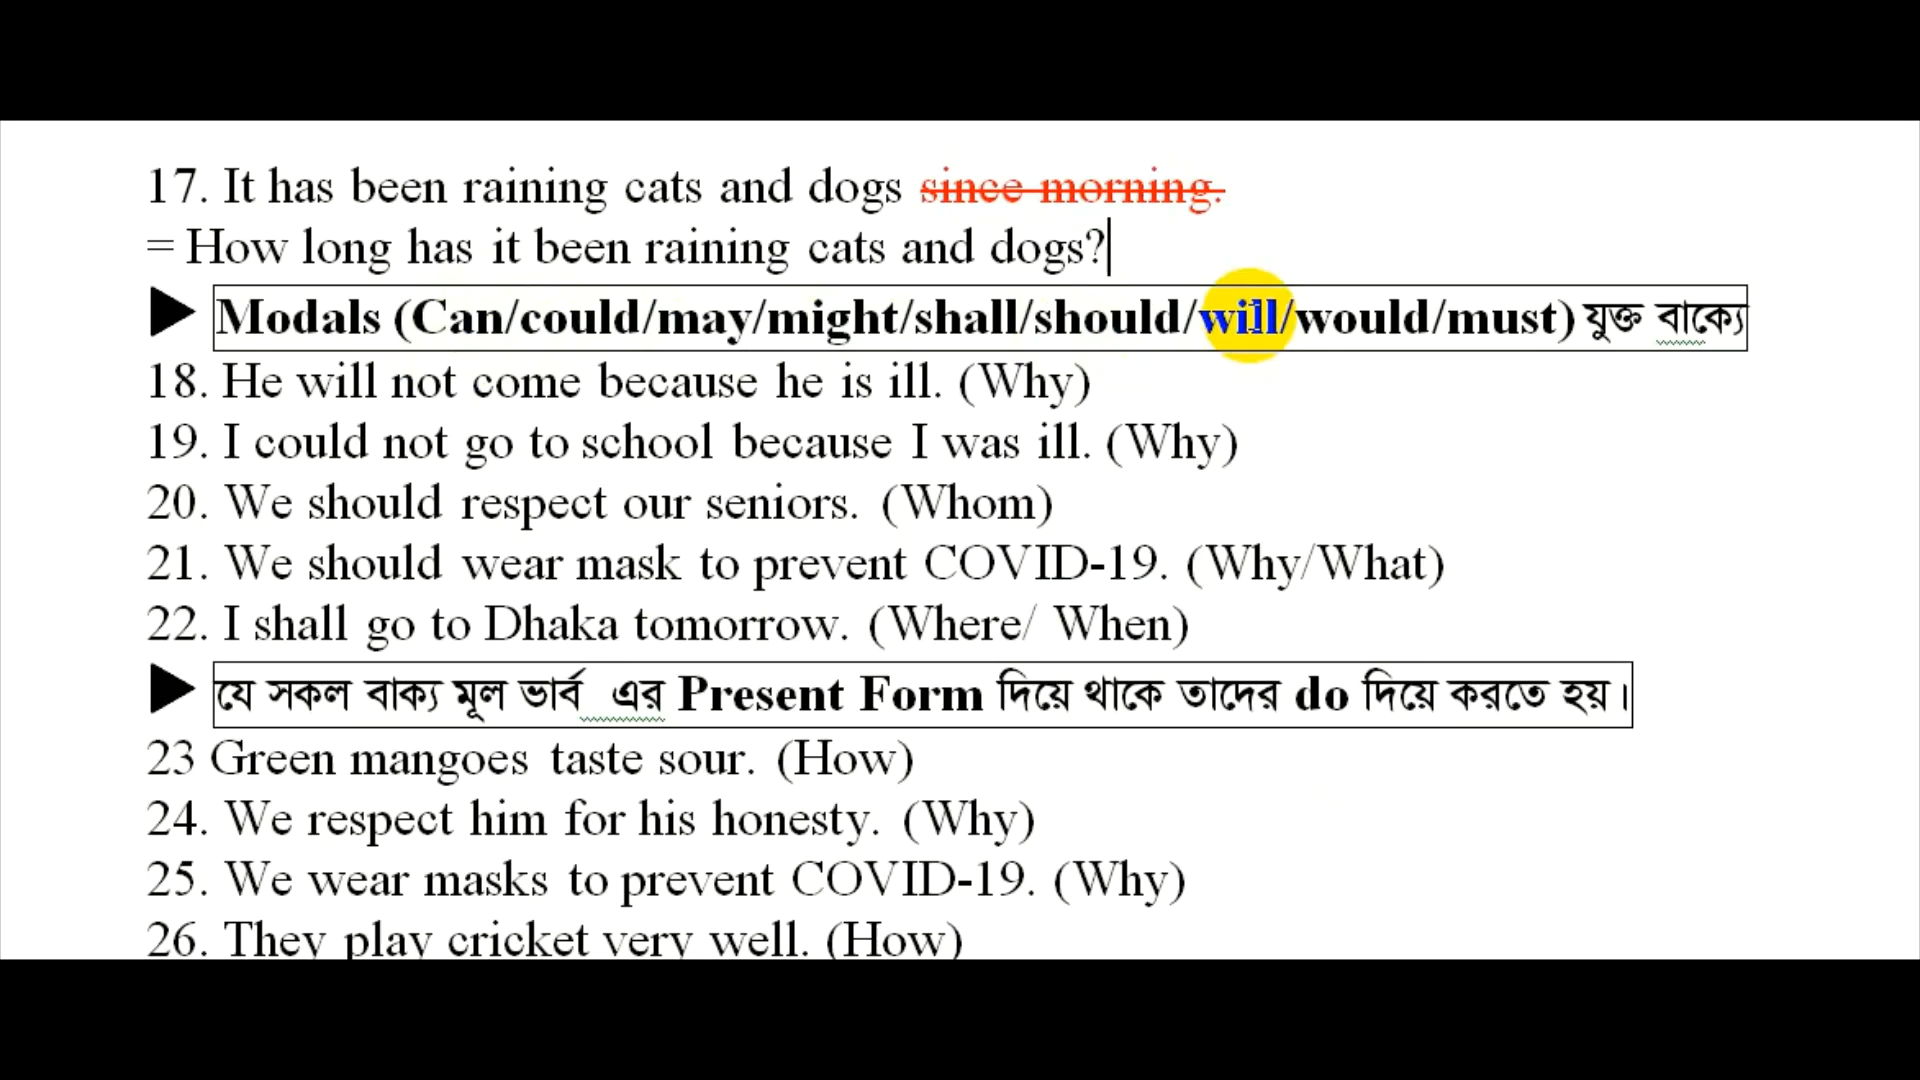 17. It has been raining cats and dogs since morning.
= How long has it been raining cats and dogs?
Modals (Can/could/may/might/shall/should/will/would/must) যুক্ত বাক্যে
18. He will not come because he is ill. (Why)
19. I could not go to school because I was ill. (Why)
20. We should respect our seniors. (Whom)
21. We should wear mask to prevent COVID-19. (Why/What)
22. I shall go to Dhaka tomorrow. (Where/ When)
যে সকল বাক্য মূল ভার্ব এর Present Form দিয়ে থাকে তাদের do দিয়ে করতে হয়।
23 Green mangoes taste sour. (How)
24. We respect him for his honesty. (Why)
25. We wear masks to prevent COVID-19. (Why)
26. They play cricket very well. (How)